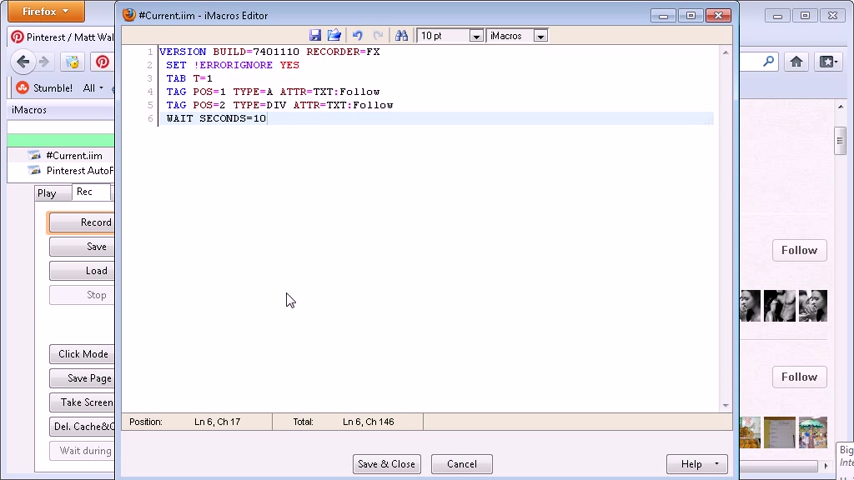 Firefox
#Current.iim - iMacros Editor
Pinterest / Matt Wal
Stumble! All
iMacros
#Current.iim
Pinterest AutoF
Play
Rec
Record
Save
Load
Stop
Click Mode
Save Page
Take Screen
Del. Cache&C
Wait during
10 pt
iMacros
1 VERSION BUILD=7401110 RECORDER=FX
2 SET !ERRORIGNORE YES
3 TAB T=1
4 TAG POS=1 TYPE=A ATTR=TXT:Follow
5 TAG POS=2 TYPE=DIV ATTR=TXT:Follow
6 WAIT SECONDS=10
Position: Ln 6, Ch 17 Total: Ln 6, Ch 146
Save & Close
Cancel
Help
Follow
Follow
Big
Inte